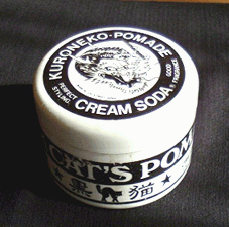 KURONEKO-POMADE
PERFECT STYLING
GOOD FRAGRANCE
CREAM SODA
CAT'S POM
黒 猫